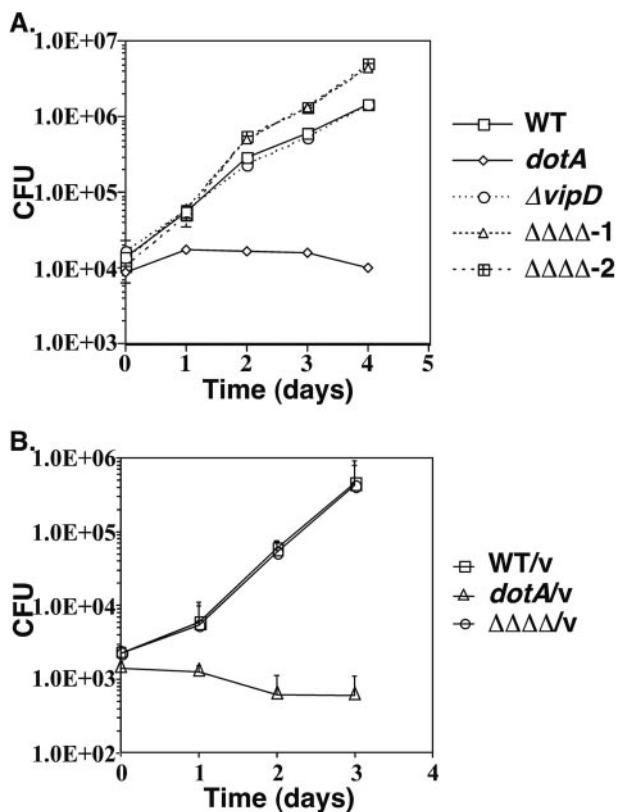 A.
1.0E+07
1.0E+06
1.0E+05
1.0E+04
1.0E+03
CFU
0 1 2 3 4 5
Time (days)
WT
dotA
ΔvipD
ΔΔΔΔ-1
ΔΔΔΔ-2
B.
1.0E+06
1.0E+05
1.0E+04
1.0E+03
1.0E+02
CFU
0 1 2 3 4
Time (days)
WT/v
dotA/v
ΔΔΔΔ/v